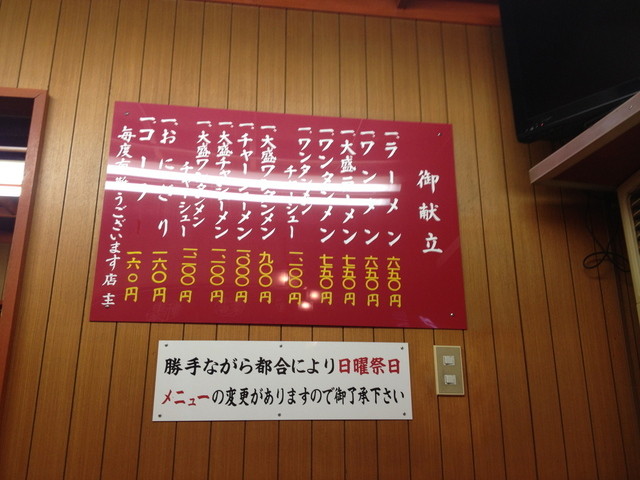 御献立
一、ラーメン 六五〇円
一、ワンタン 六五〇円
一、大盛ラーメン 七五〇円
一、ワンタンメン 七五〇円
一、ワンタンメンチャーシュー 一、一〇〇円
一、大盛ワンタンメン 九〇〇円
一、チャーシューメン 一、〇〇〇円
一、大盛チャーシューメン 一、一〇〇円
一、大盛ワンタンメンチャーシュー 一、二〇〇円
一、おにぎり 一六〇円
一、コーラ 一六〇円
毎度有難うございます 店主
勝手ながら都合により日曜祭日
メニューの変更がありますので御了承下さい